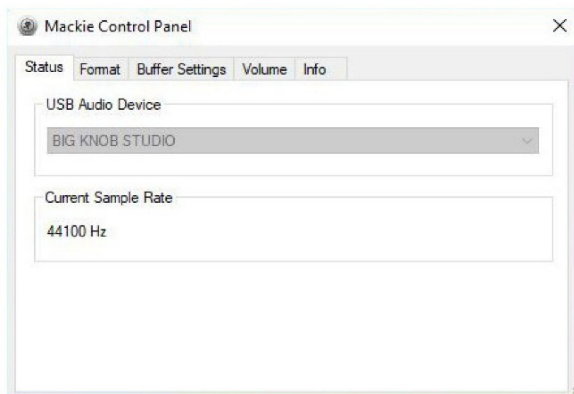 Mackie Control Panel
Status Format Buffer Settings Volume Info
USB Audio Device
BIG KNOB STUDIO
Current Sample Rate
44100 Hz